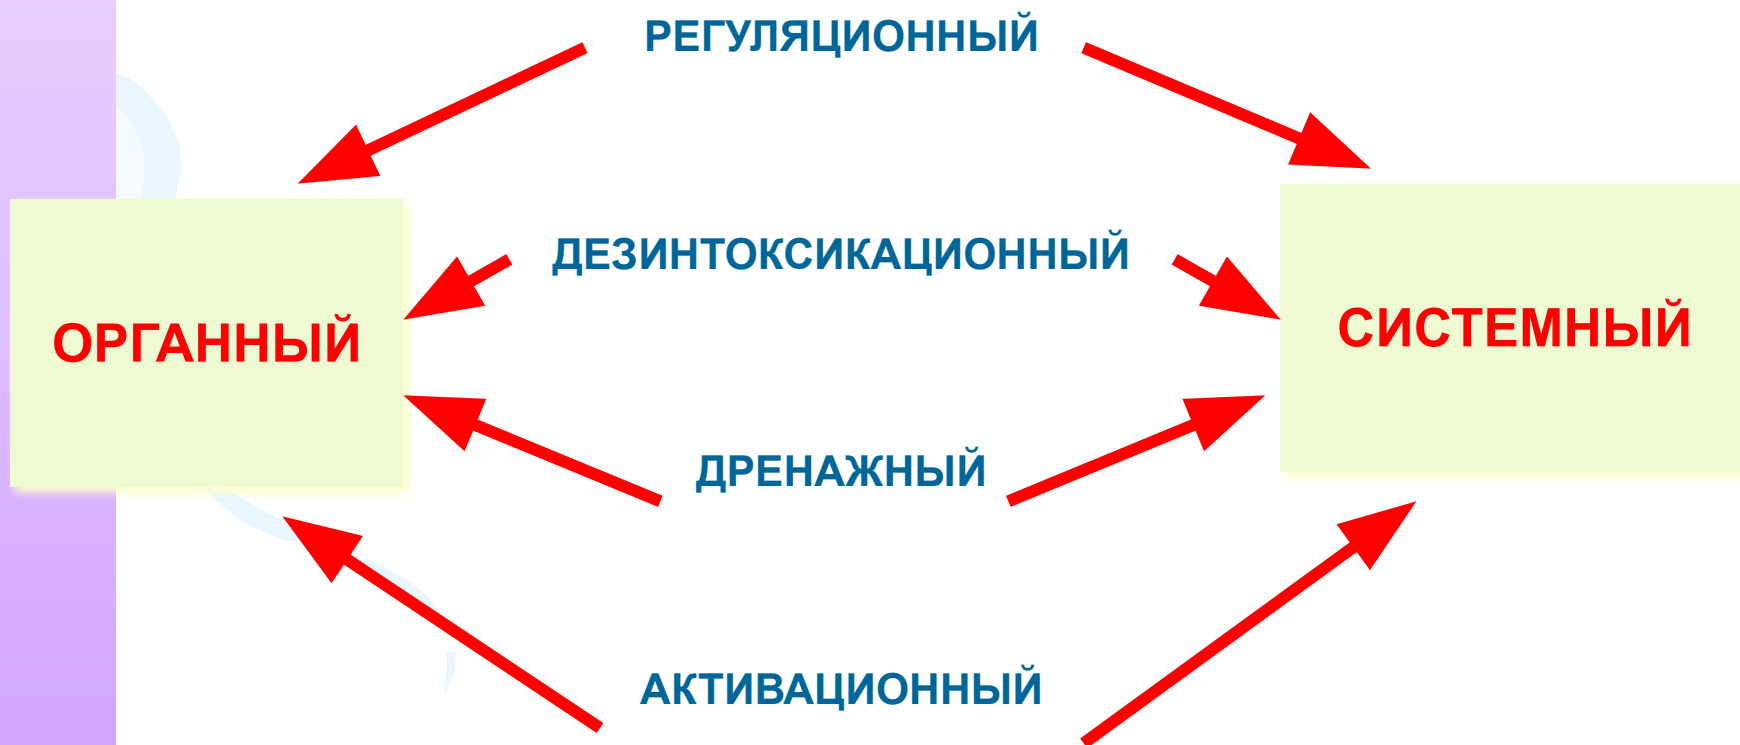 РЕГУЛЯЦИОННЫЙ
ДЕЗИНТОКСИКАЦИОННЫЙ
ОРГАННЫЙ
СИСТЕМНЫЙ
ДРЕНАЖНЫЙ
АКТИВАЦИОННЫЙ